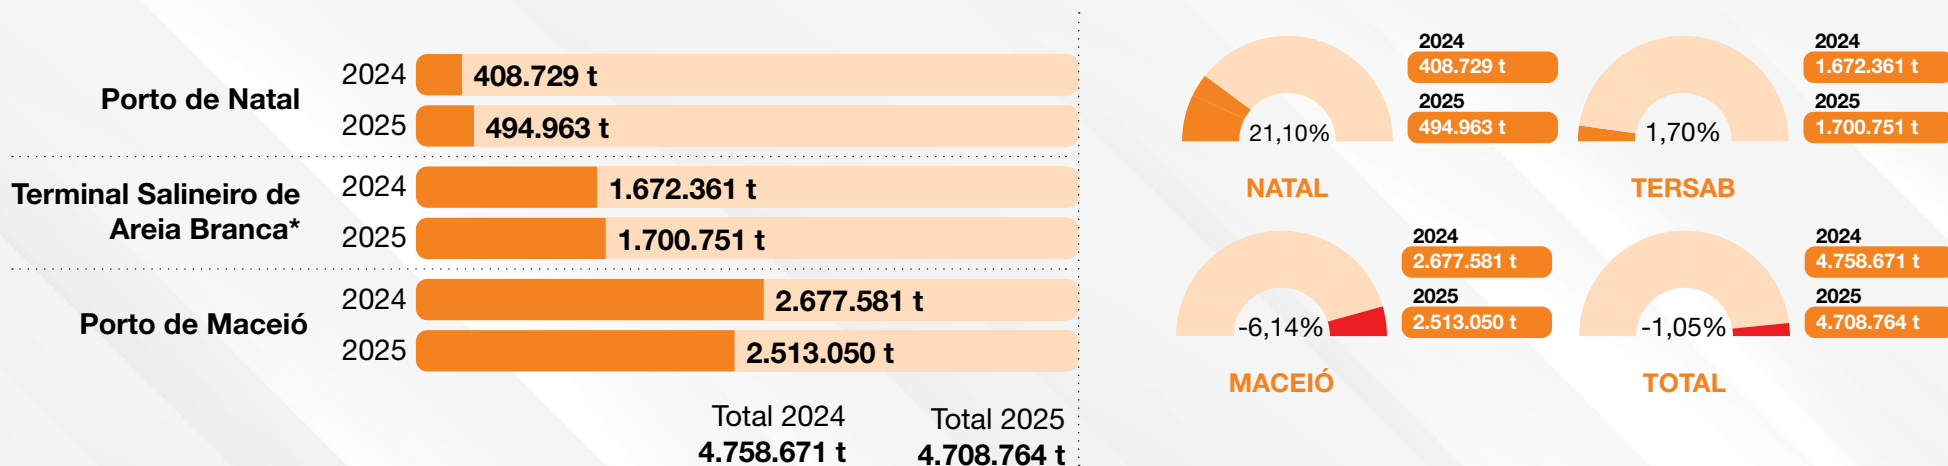 Porto de Natal
2024
408.729 t
2025
494.963 t
Terminal Salineiro de
Areia Branca*
2024
1.672.361 t
2025
1.700.751 t
Porto de Maceió
2024
2.677.581 t
2025
2.513.050 t
Total 2024
4.758.671 t
Total 2025
4.708.764 t
21,10%
NATAL
2024
408.729 t
2025
494.963 t
1,70%
TERSAB
2024
1.672.361 t
2025
1.700.751 t
-6,14%
MACEIÓ
2024
2.677.581 t
2025
2.513.050 t
-1,05%
TOTAL
2024
4.758.671 t
2025
4.708.764 t